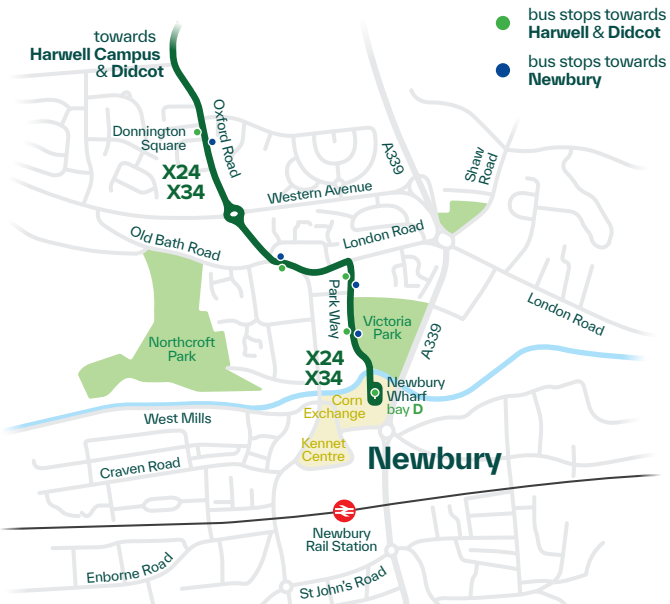 towards
Harwell Campus
& Didcot
bus stops towards
Harwell & Didcot
bus stops towards
Newbury
Donnington
Square
Oxford Road
X24
X34
A339
Shaw
Road
Western Avenue
Old Bath Road
London Road
Park Way
Victoria
Park
London Road
A339
Northcroft
Park
X24
X34
Newbury
Wharf
bay D
Corn
Exchange
West Mills
Kennet
Centre
Newbury
Craven Road
Newbury
Rail Station
Enborne Road
St John's Road